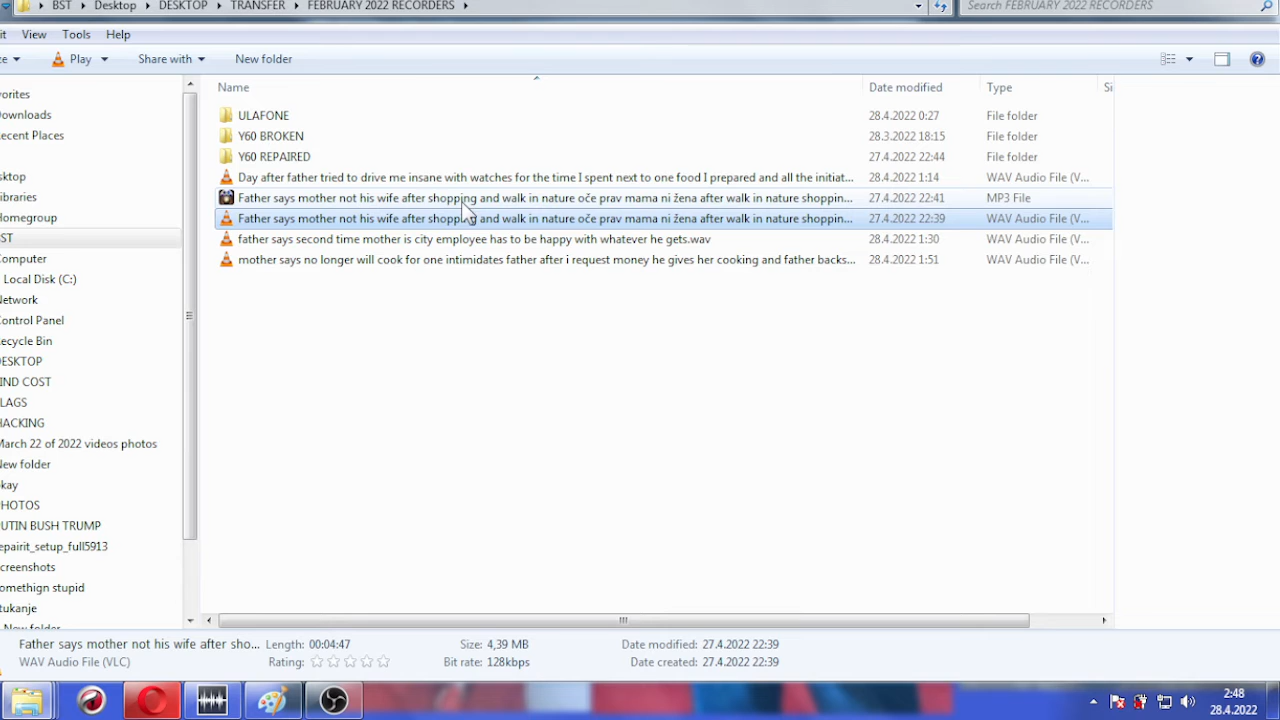 BST DESKTOP DESKTOP TRANSFER FEBRUARY 2022 RECORDERS Search FEBRUARY 2022 RECORDERS
it View Tools Help
Play Share with New folder
Name Date modified Type Si
vorites
Downloads
ecent Places
sktop
ibraries
Homegroup
ST
Computer
Local Disk (C:)
Network
Control Panel
ecycle Bin
DESKTOP
IND COST
LAGS
HACKING
March 22 of 2022 videos photos
New folder
kay
PHOTOS
UTIN BUSH TRUMP
epairit_setup_full5913
creenshots
omethign stupid
tukanje
New folder
ULAFONE 28.4.2022 0:27 File folder
Y60 BROKEN 28.3.2022 18:15 File folder
Y60 REPAIRED 27.4.2022 22:44 File folder
Day after father tried to drive me insane with watches for the time I spent next to one food I prepared and all the initiat... 28.4.2022 1:14 WAV Audio File (V...
Father says mother not his wife after shopping and walk in nature oče prav mama ni žena after walk in nature shoppin... 27.4.2022 22:41 MP3 File
Father says mother not his wife after shopping and walk in nature oče prav mama ni žena after walk in nature shoppin... 27.4.2022 22:39 WAV Audio File (V...
father says second time mother is city employee has to be happy with whatever he gets.wav 28.4.2022 1:30 WAV Audio File (V...
mother says no longer will cook for one intimidates father after i request money he gives her cooking and father backs... 28.4.2022 1:51 WAV Audio File (V...
Father says mother not his wife after sho... Length: 00:04:47 Size: 4,39 MB Date modified: 27.4.2022 22:39
WAV Audio File (VLC) Rating: Bit rate: 128kbps Date created: 27.4.2022 22:39
2:48
28.4.2022